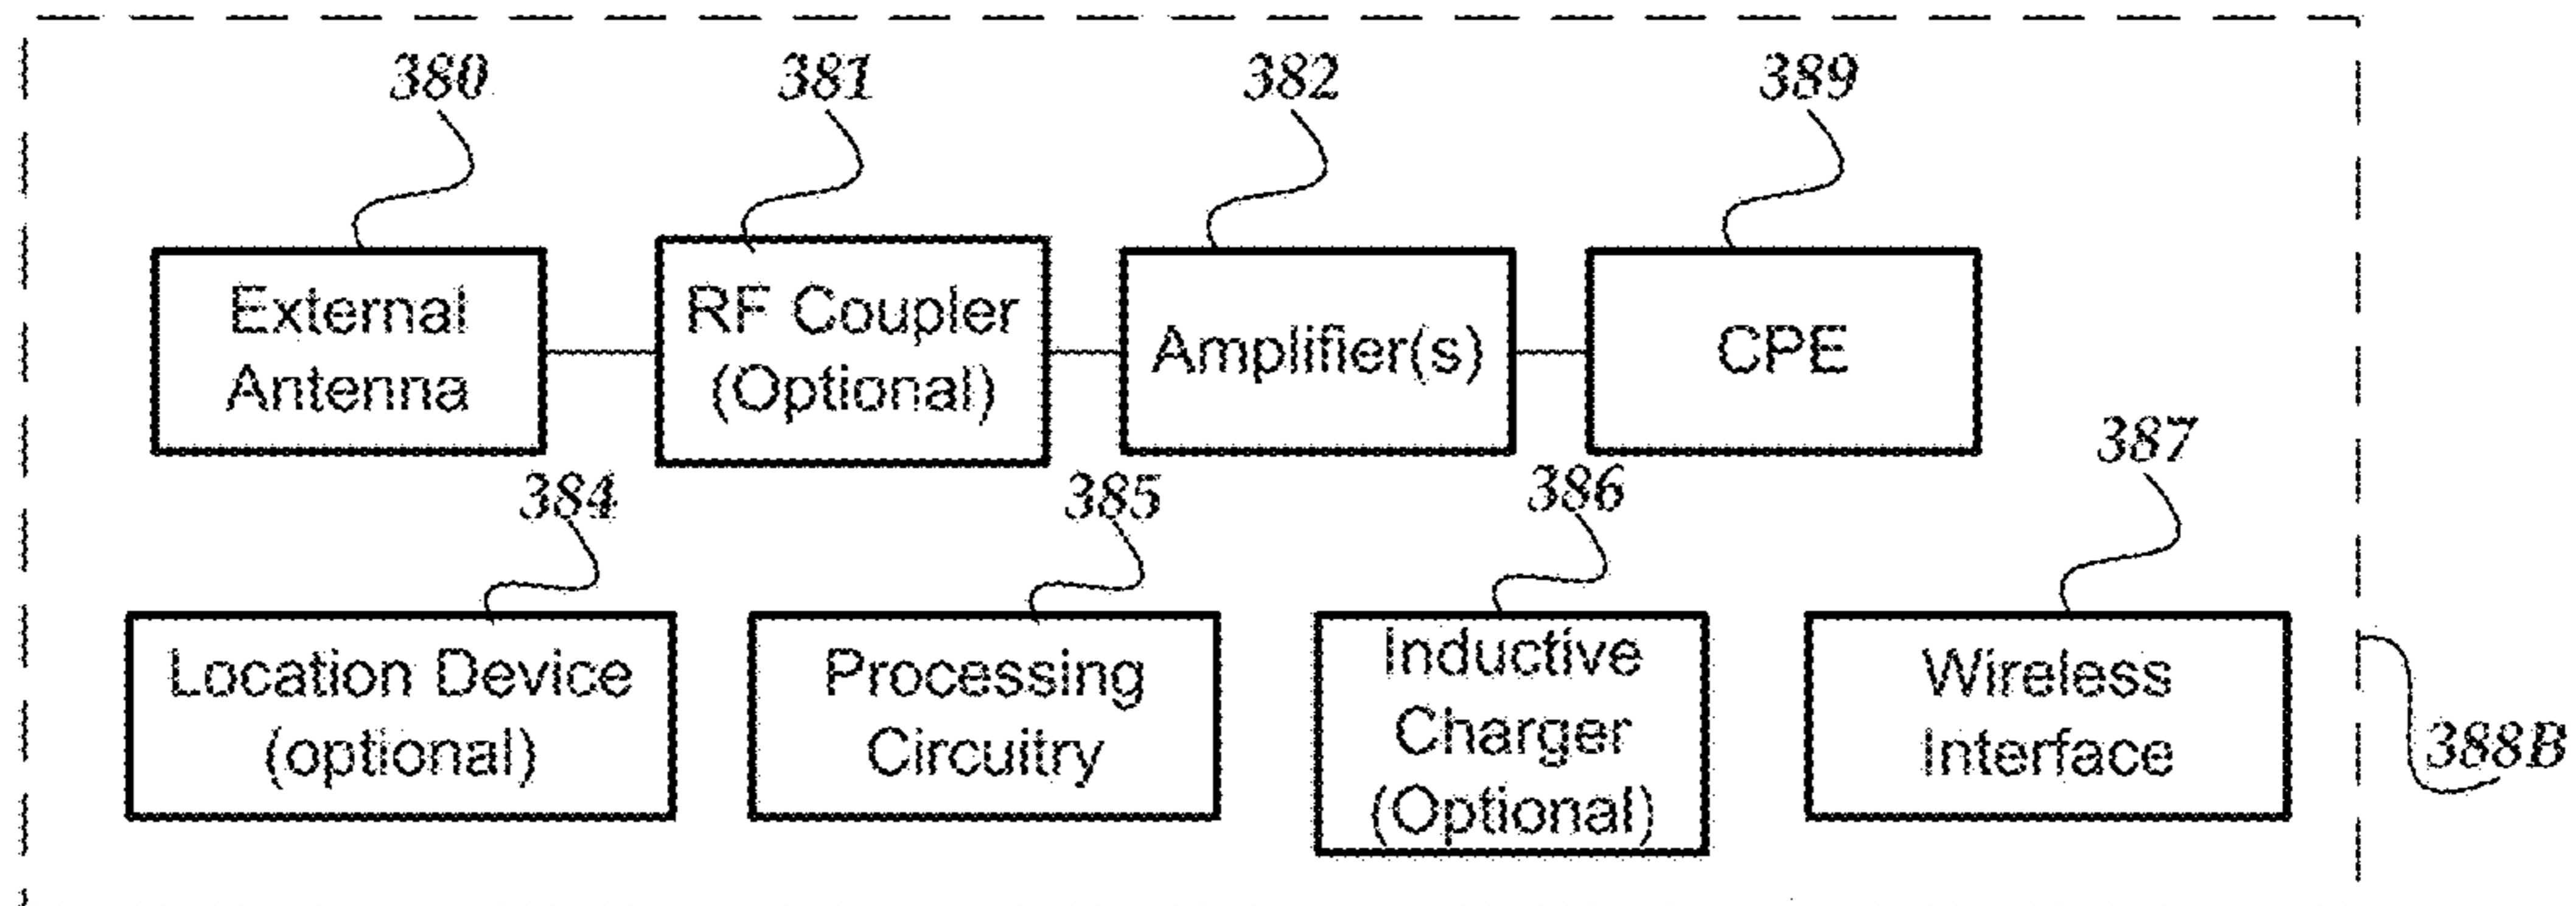 380 381 382 389
External Antenna
RF Coupler (Optional)
Amplifier(s)
CPE
384 385 386 387
Location Device (optional)
Processing Circuitry
Inductive Charger (Optional)
Wireless Interface
388B